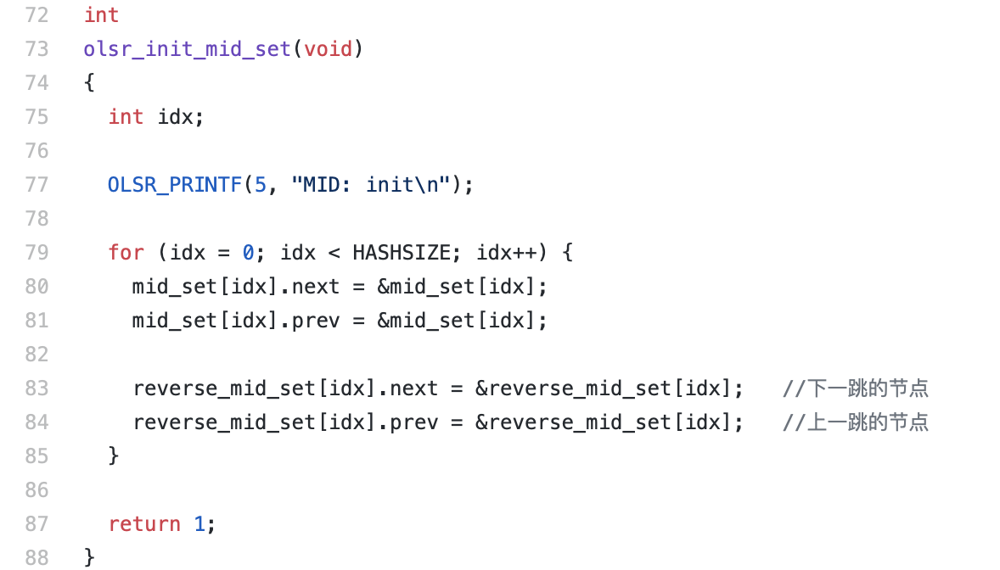 72 int
73 olsr_init_mid_set(void)
74 {
75   int idx;
76
77   OLSR_PRINTF(5, "MID: init\n");
78
79   for (idx = 0; idx < HASHSIZE; idx++) {
80     mid_set[idx].next = &mid_set[idx];
81     mid_set[idx].prev = &mid_set[idx];
82
83     reverse_mid_set[idx].next = &reverse_mid_set[idx];   //下一跳的节点
84     reverse_mid_set[idx].prev = &reverse_mid_set[idx];   //上一跳的节点
85   }
86
87   return 1;
88 }